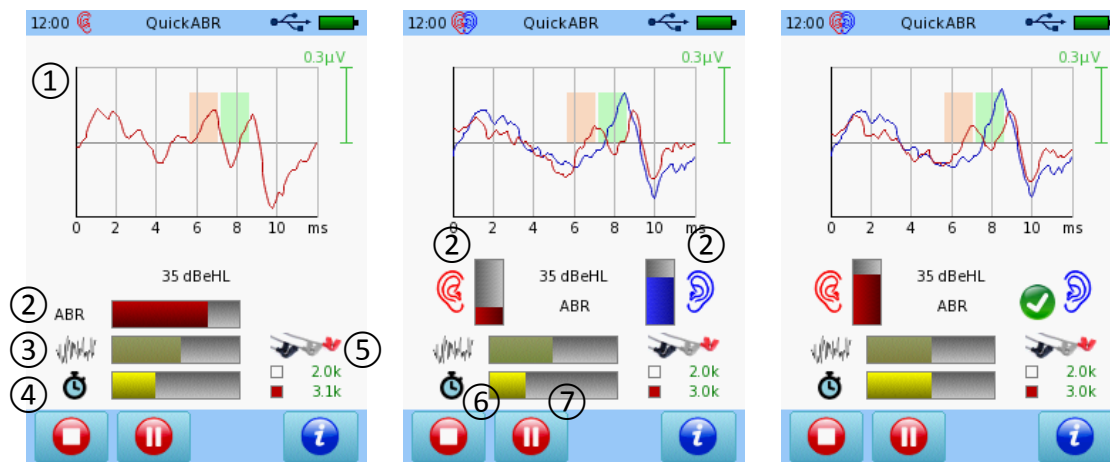 12:00 QuickABR
0.3µV
①
0 2 4 6 8 10 ms
35 dBeHL
② ABR
③ ⑤
2.0k
④ 3.1k
12:00 QuickABR
0.3µV
0 2 4 6 8 10 ms
② ②
35 dBeHL
ABR
2.0k
3.0k
⑥ ⑦
12:00 QuickABR
0.3µV
0 2 4 6 8 10 ms
35 dBeHL
ABR
2.0k
3.0k